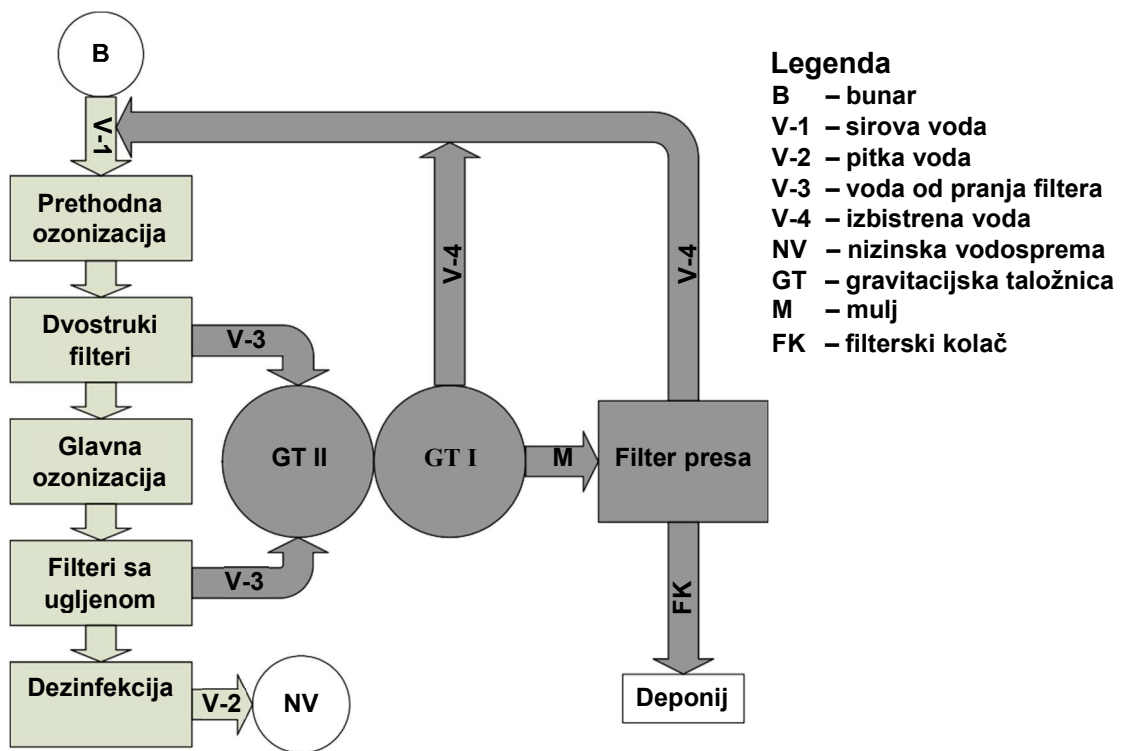 B
V-1
Prethodna
ozonizacija
Dvostruki
filteri
V-3
Glavna
ozonizacija
Filteri sa
ugljenom
V-3
Dezinfekcija
V-2
NV
GT II
GT I
V-4
M
Filter presa
V-4
FK
Deponij
Legenda
B – bunar
V-1 – sirova voda
V-2 – pitka voda
V-3 – voda od pranja filtera
V-4 – izbistrena voda
NV – nizinska vodosprema
GT – gravitacijska taložnica
M – mulj
FK – filterski kolač